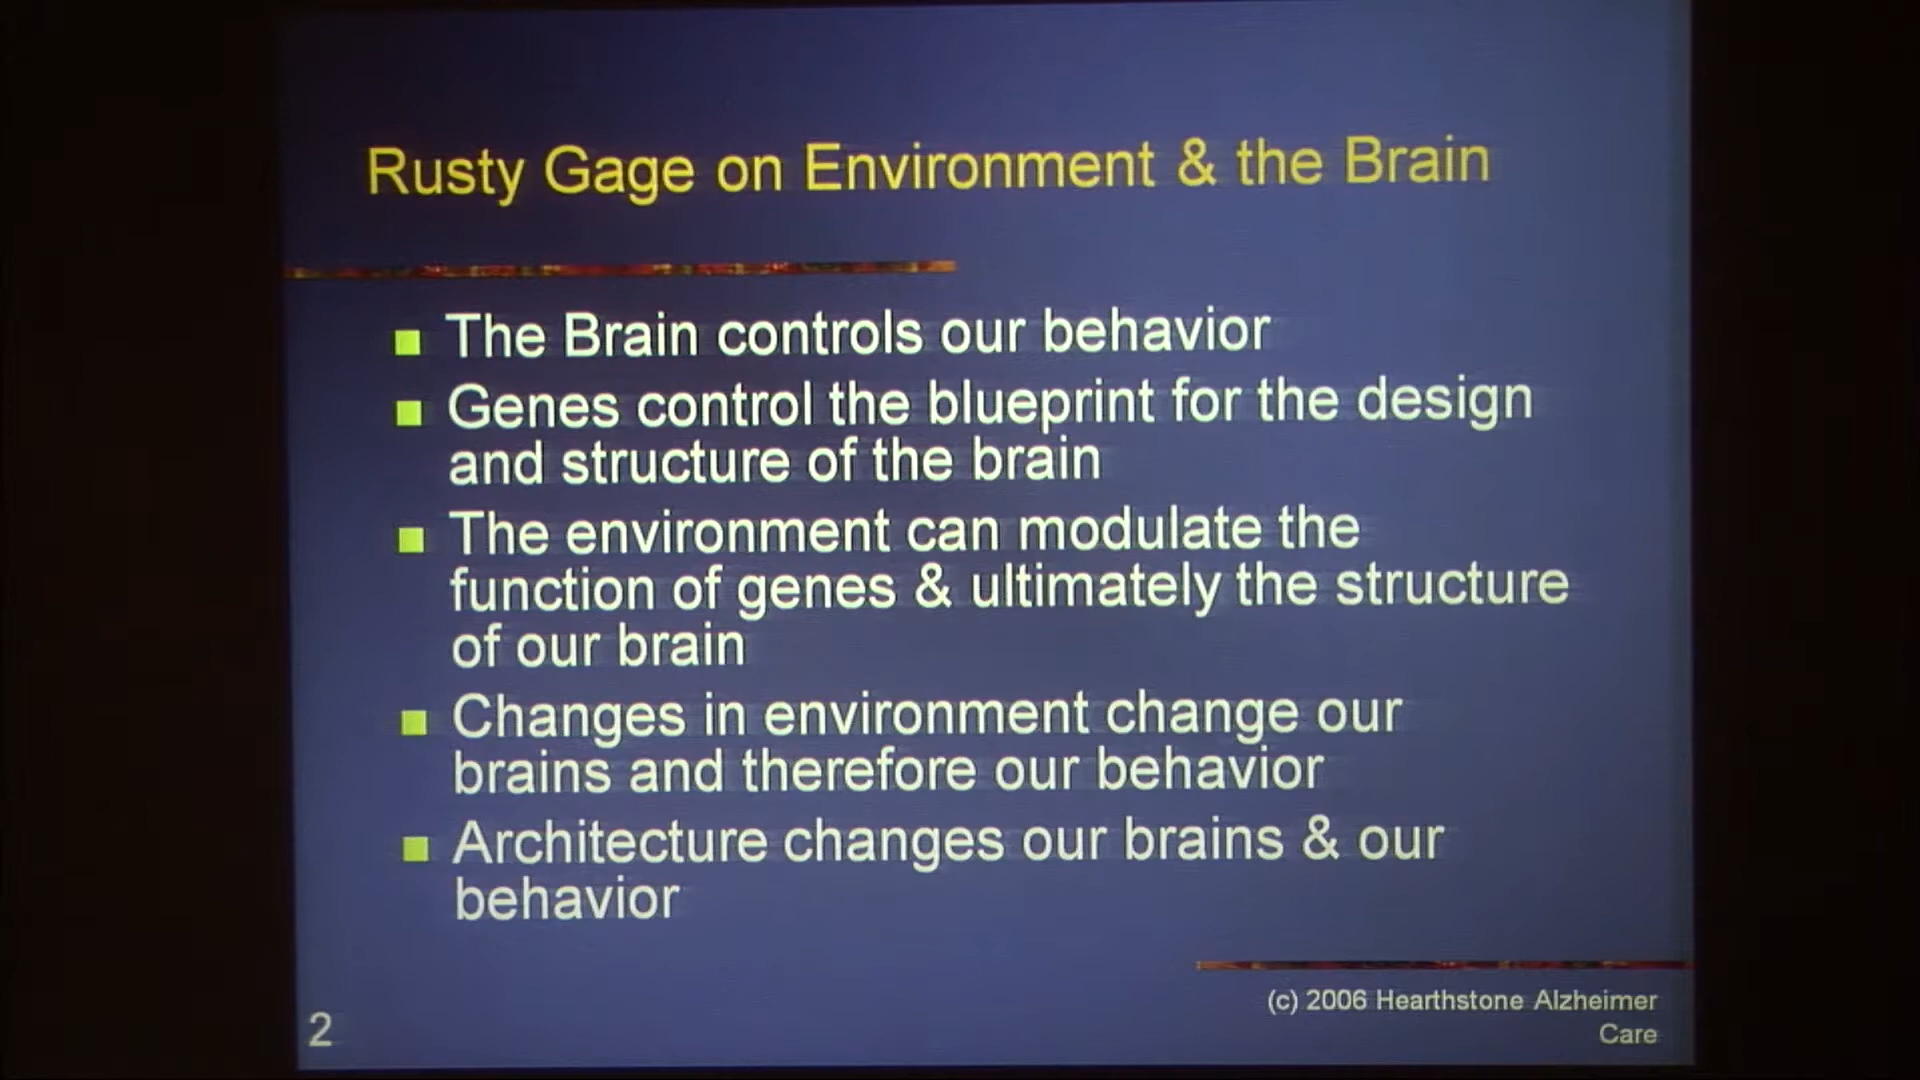 Rusty Gage on Environment & the Brain
The Brain controls our behavior
Genes control the blueprint for the design
and structure of the brain
The environment can modulate the
function of genes & ultimately the structure
of our brain
Changes in environment change our
brains and therefore our behavior
Architecture changes our brains & our
behavior
(c) 2006 Hearthstone Alzheimer
Care
2